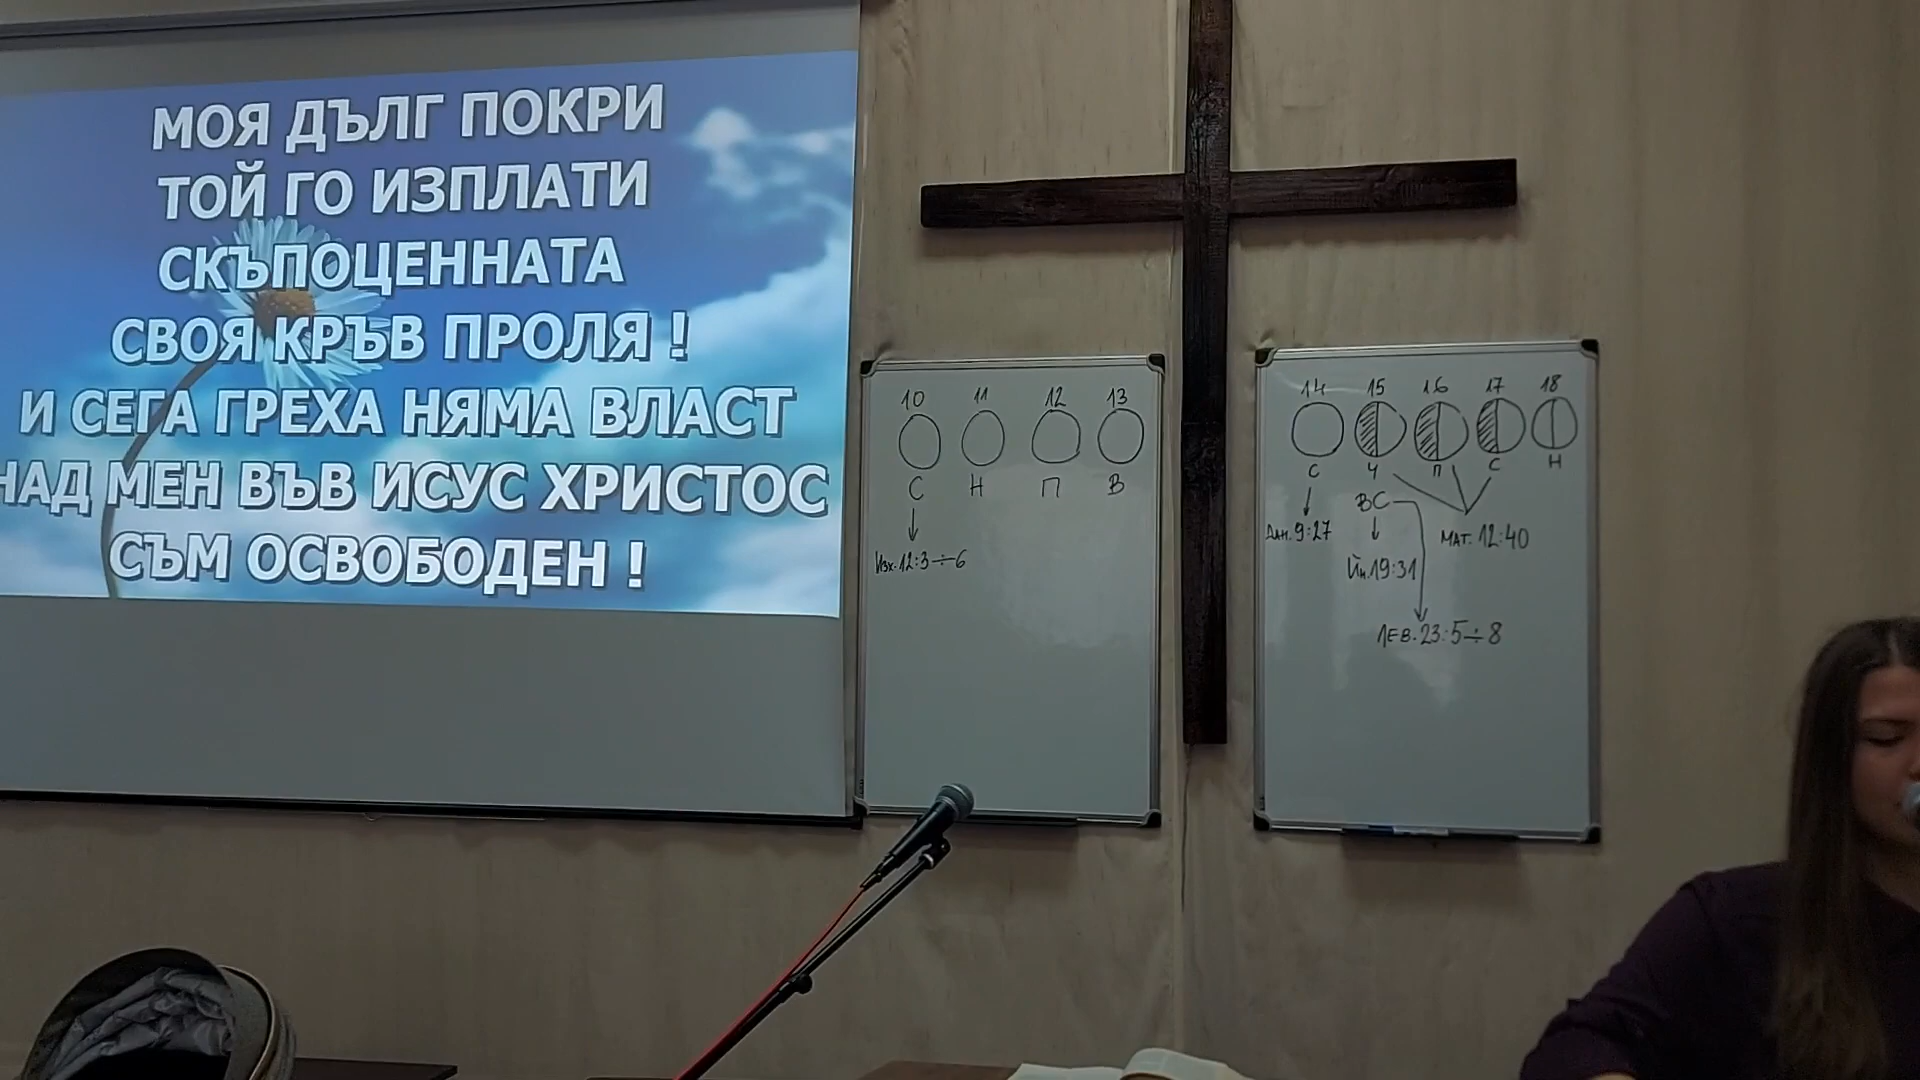 МОЯ ДЪЛГ ПОКРИ
ТОЙ ГО ИЗПЛАТИ
СКЪПОЦЕННАТА
СВОЯ КРЪВ ПРОЛЯ !
И СЕГА ГРЕХА НЯМА ВЛАСТ
НАД МЕН ВЪВ ИСУС ХРИСТОС
СЪМ ОСВОБОДЕН !
10 11 12 13
С Н П В
Изх. 12:3÷6
14 15 16 17 18
С Ч П С Н
ВС
Дан. 9:27
МАТ. 12:40
Йн. 19:31
ЛЕВ. 23:5÷8